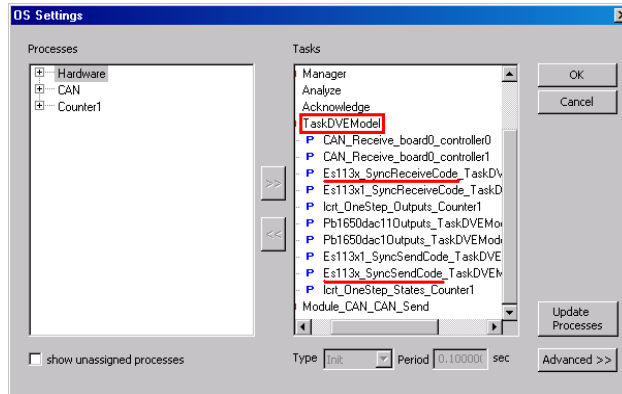 OS Settings
Processes
Tasks
Hardware
CAN
Counter1
Manager
Analyze
Acknowledge
TaskDVEModel
P CAN_Receive_board0_controller0
P CAN_Receive_board0_controller1
P Es113x_SyncReceiveCode_TaskDV
P Es113x1_SyncReceiveCode_TaskD
P lcrt_OneStep_Outputs_Counter1
P Pb1650dac11Outputs_TaskDVEMo
P Pb1650dac1Outputs_TaskDVEMode
P Es113x1_SyncSendCode_TaskDVE
P Es113x_SyncSendCode_TaskDVEM
P lcrt_OneStep_States_Counter1
Module_CAN_CAN_Send
>>
<<
OK
Cancel
Update
Processes
show unassigned processes
Type Init Period 0.10000( sec
Advanced >>